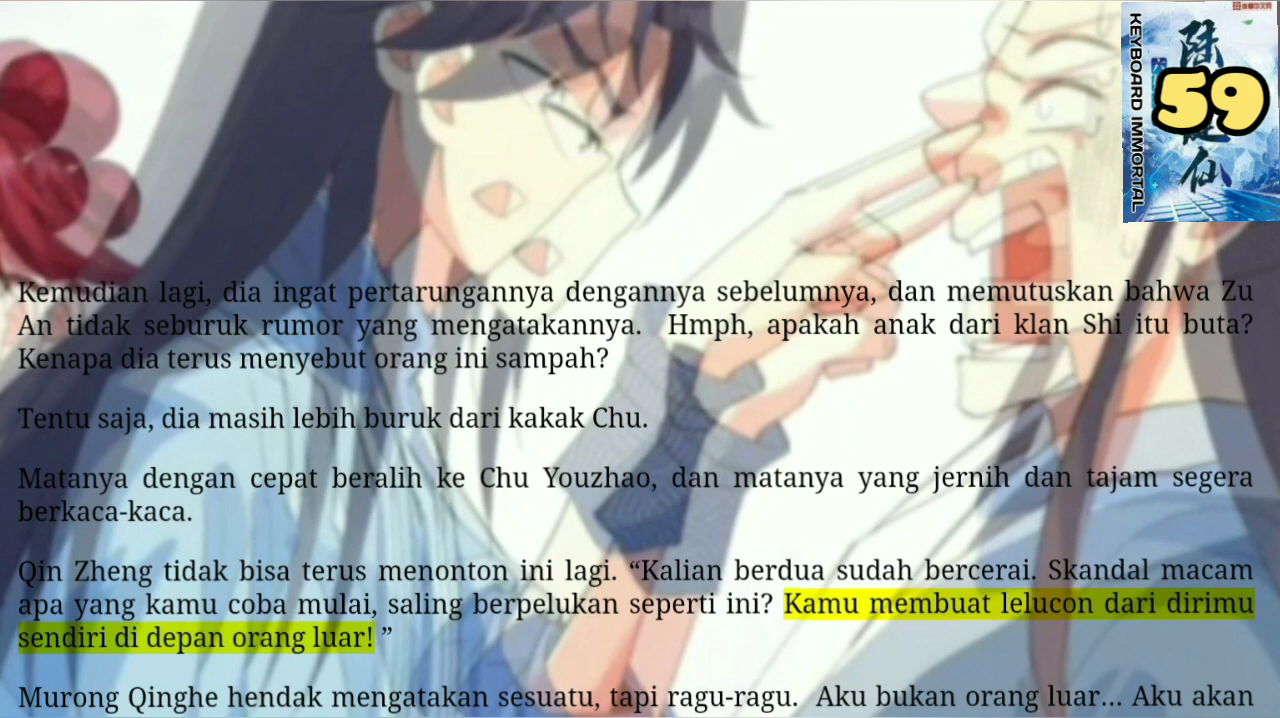 KEYBOARD IMMORTAL
59
仙
Kemudian lagi, dia ingat pertarungannya dengannya sebelumnya, dan memutuskan bahwa Zu
An tidak seburuk rumor yang mengatakannya. Hmph, apakah anak dari klan Shi itu buta?
Kenapa dia terus menyebut orang ini sampah?
Tentu saja, dia masih lebih buruk dari kakak Chu.
Matanya dengan cepat beralih ke Chu Youzhao, dan matanya yang jernih dan tajam segera
berkaca-kaca.
Qin Zheng tidak bisa terus menonton ini lagi. “Kalian berdua sudah bercerai. Skandal macam
apa yang kamu coba mulai, saling berpelukan seperti ini? Kamu membuat lelucon dari dirimu
sendiri di depan orang luar! ”
Murong Qinghe hendak mengatakan sesuatu, tapi ragu-ragu. Aku bukan orang luar... Aku akan